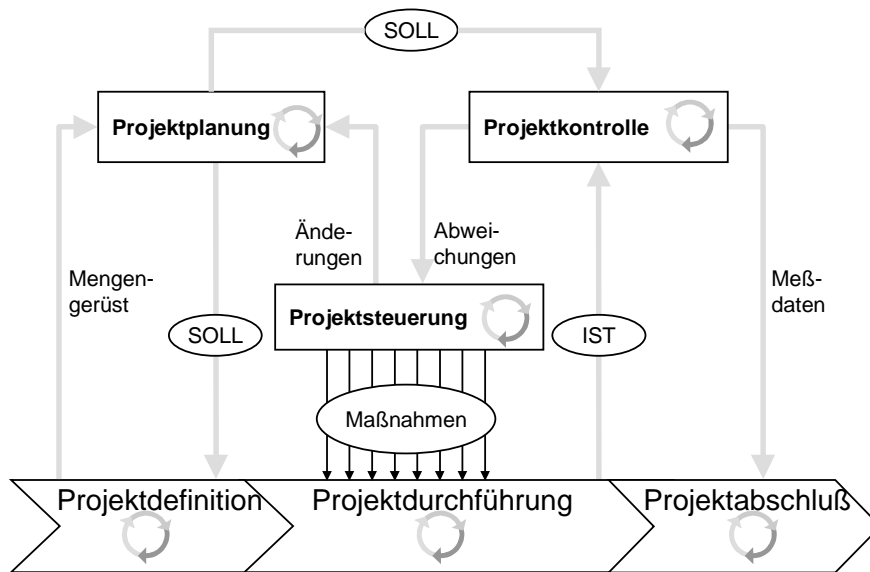 SOLL
Projektplanung
Projektkontrolle
Ände-
rungen
Abwei-
chungen
Mengen-
gerüst
Meß-
daten
Projektsteuerung
SOLL
IST
Maßnahmen
Projektdefinition
Projektdurchführung
Projektabschluß